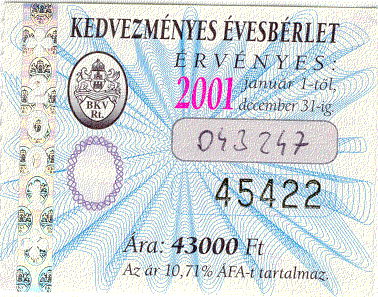 KEDVEZMÉNYES ÉVESBÉRLET
ÉRVÉNYES:
2001 január 1-től,
december 31-ig
BKV
Rt.
043247
45422
Ára: 43000 Ft
Az ár 10,71% ÁFA-t tartalmaz.